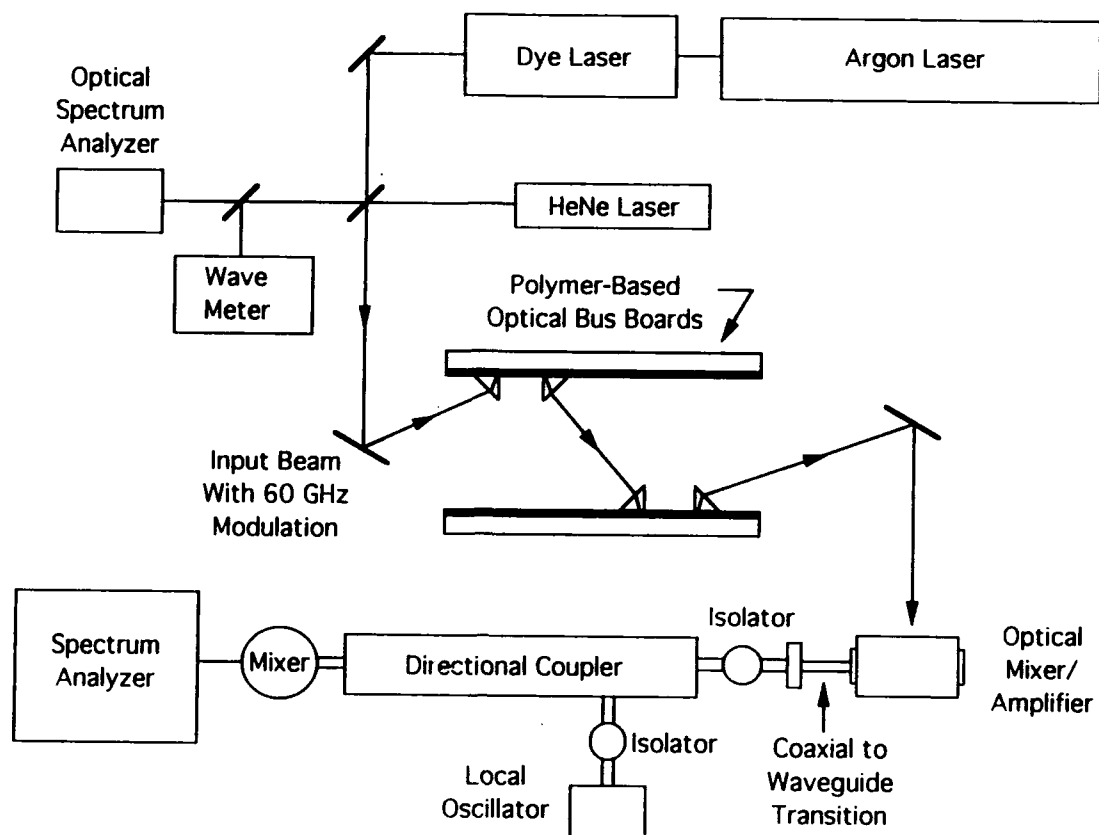 Dye Laser
Argon Laser
Optical
Spectrum
Analyzer
HeNe Laser
Wave
Meter
Polymer-Based
Optical Bus Boards
Input Beam
With 60 GHz
Modulation
Spectrum
Analyzer
Mixer
Directional Coupler
Isolator
Optical
Mixer/
Amplifier
Isolator
Coaxial to
Waveguide
Transition
Local
Oscillator